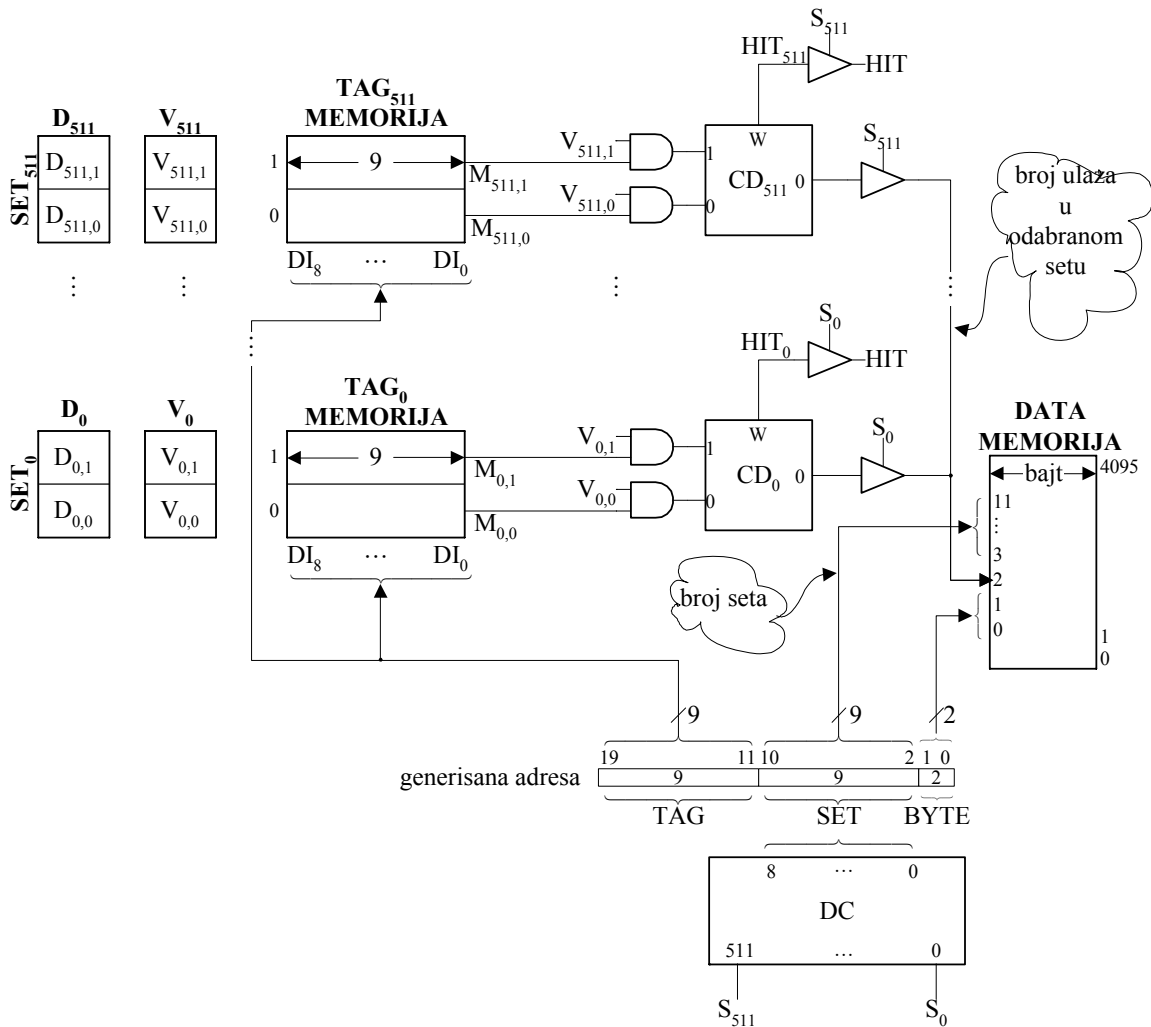 S511
HIT511 HIT
TAG511
MEMORIJA
D511 V511
SET511
D511,1 V511,1 1 9 M511,1 V511,1 1 W S511
D511,0 V511,0 0 M511,0 V511,0 0 CD511 0
broj ulaza
u
odabranom
setu
DI8 ... DI0
⋮ ⋮ ⋮ ⋮
⋮
S0
HIT0 HIT
TAG0
MEMORIJA
D0 V0
SET0
D0,1 V0,1 1 9 M0,1 V0,1 1 W S0
D0,0 V0,0 0 M0,0 V0,0 0 CD0 0
DATA
MEMORIJA
bajt 4095
11
⋮
3
2
1
0
1
0
DI8 ... DI0
broj seta
9 9 2
19 11 10 2 1 0
generisana adresa 9 9 2
TAG SET BYTE
8 ... 0
DC
511 ... 0
S511 S0